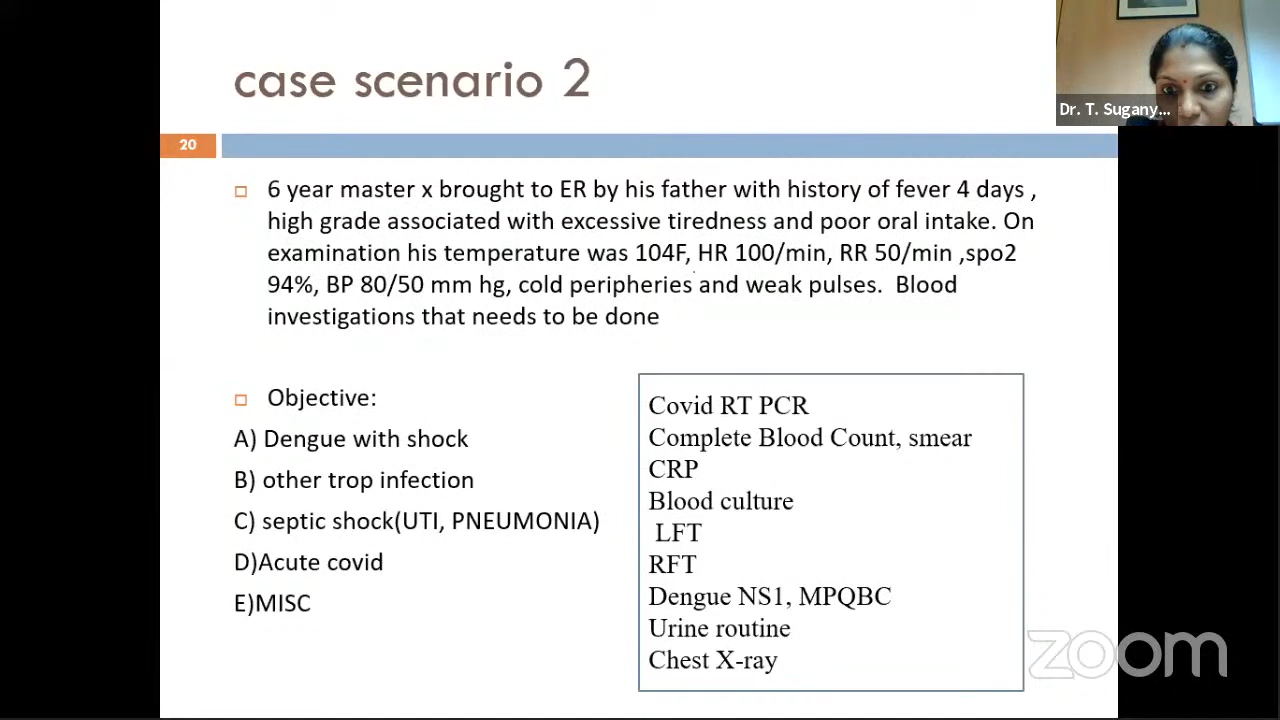 case scenario 2
Dr. T. Sugany...
20
6 year master x brought to ER by his father with history of fever 4 days ,
high grade associated with excessive tiredness and poor oral intake. On
examination his temperature was 104F, HR 100/min, RR 50/min ,spo2
94%, BP 80/50 mm hg, cold peripheries and weak pulses.  Blood
investigations that needs to be done
Objective:
A) Dengue with shock
B) other trop infection
C) septic shock(UTI, PNEUMONIA)
D)Acute covid
E)MISC
Covid RT PCR
Complete Blood Count, smear
CRP
Blood culture
LFT
RFT
Dengue NS1, MPQBC
Urine routine
Chest X-ray
zoom